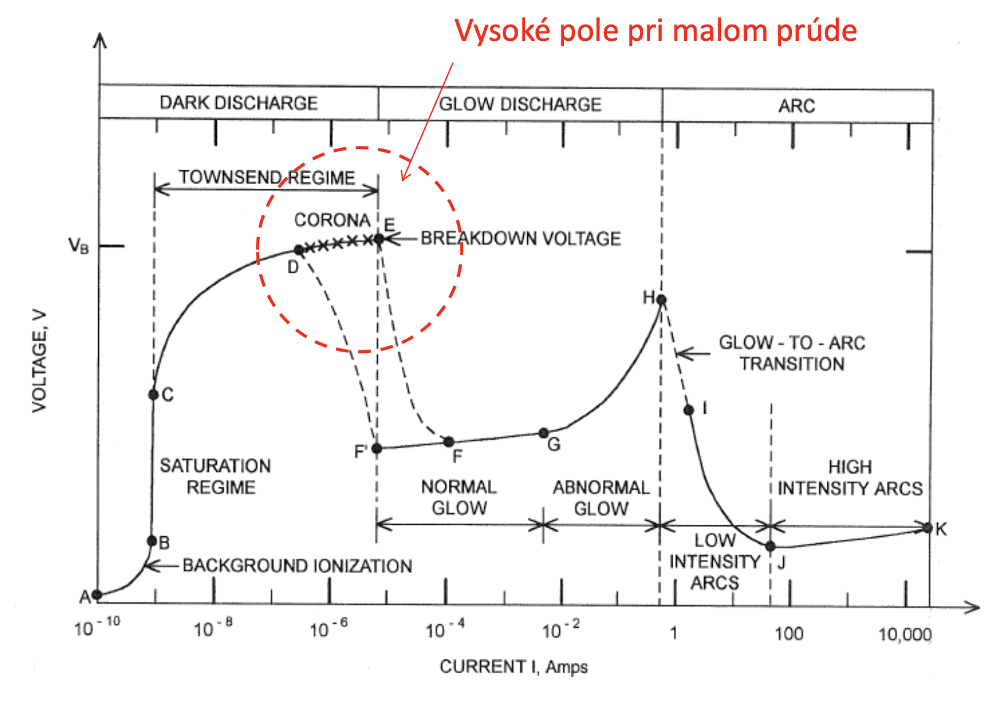 Vysoké pole pri malom prúde
DARK DISCHARGE
GLOW DISCHARGE
ARC
TOWNSEND REGIME
CORONA
E
BREAKDOWN VOLTAGE
VB
D
H
GLOW - TO - ARC
TRANSITION
VOLTAGE, V
C
I
F'
F
G
SATURATION
REGIME
NORMAL
GLOW
ABNORMAL
GLOW
HIGH
INTENSITY ARCS
B
K
LOW
INTENSITY
ARCS
J
BACKGROUND IONIZATION
A
10-10
10-8
10-6
10-4
10-2
1
100
10,000
CURRENT I, Amps